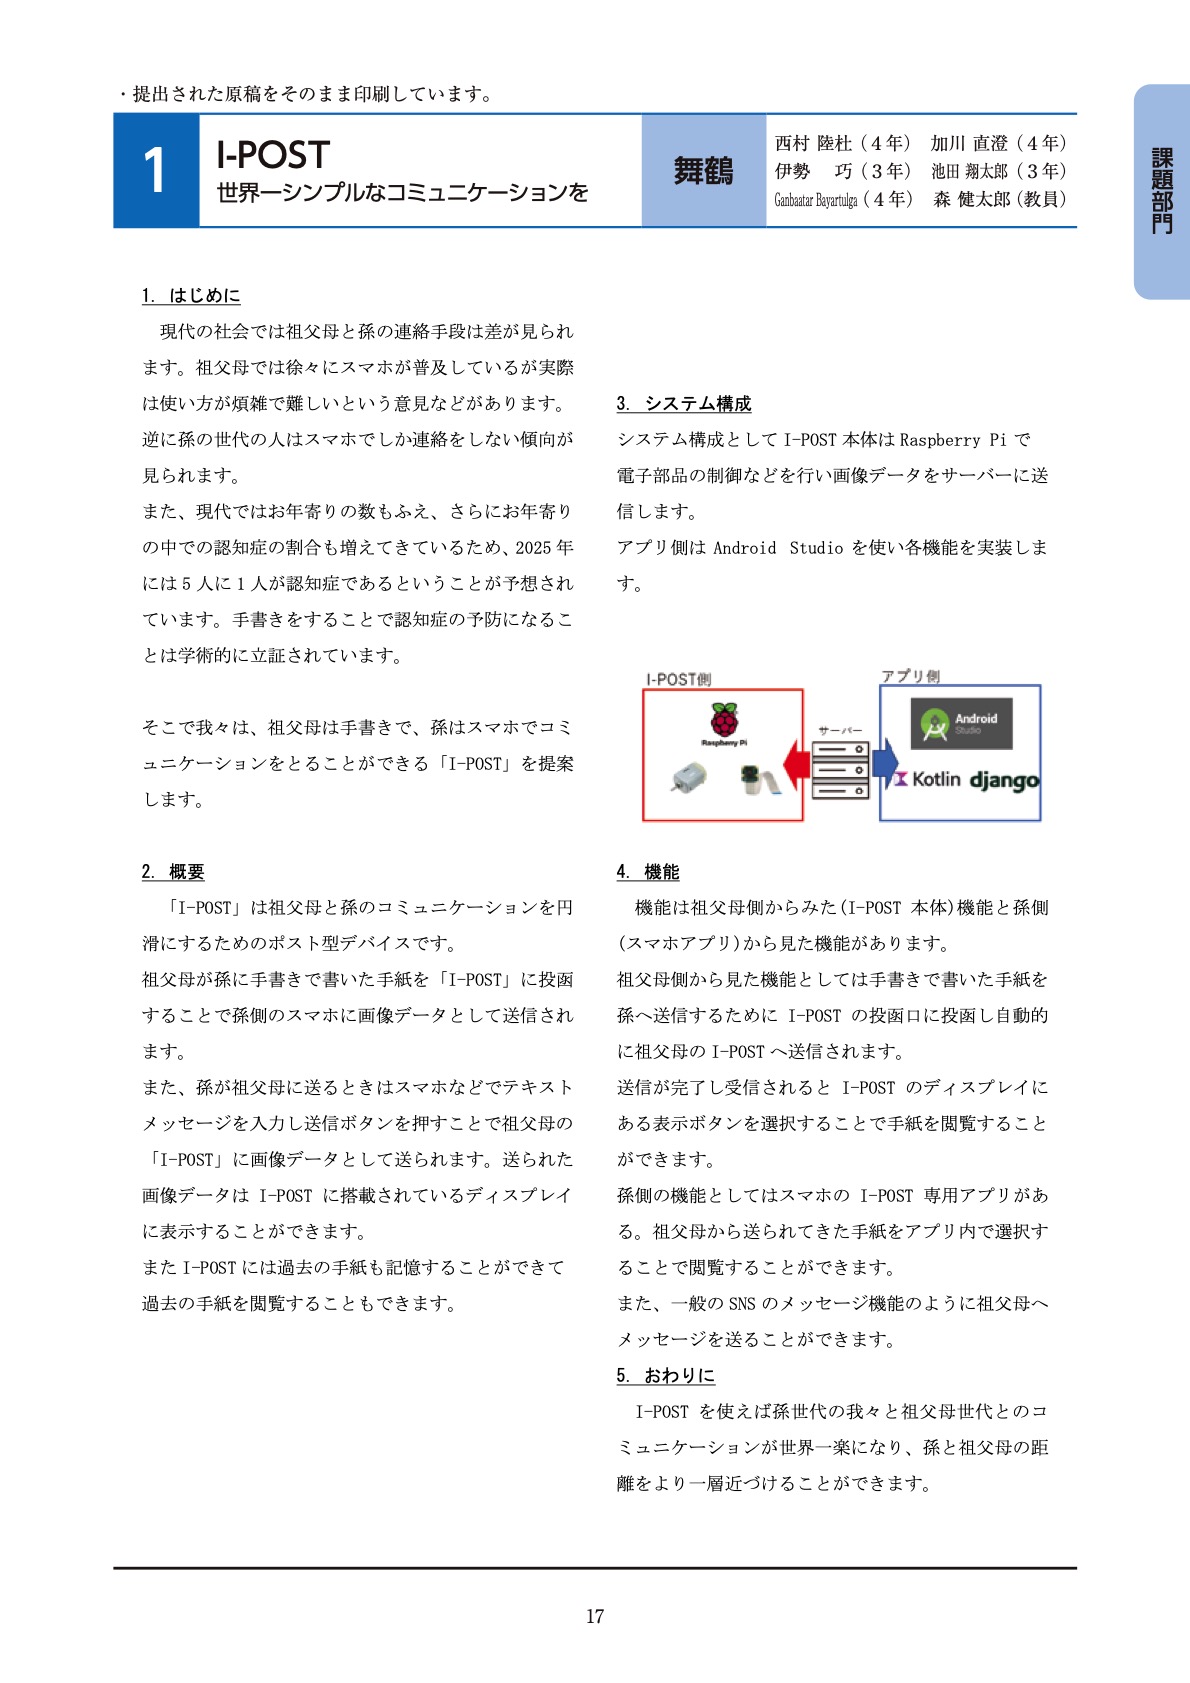 ・提出された原稿をそのまま印刷しています。
1
I-POST
世界一シンプルなコミュニケーションを
舞鶴
西村 陸杜（４年） 加川 直澄（４年）
伊勢　巧（３年） 池田 翔太郎（３年）
Ganbaatar Bayartulga（４年） 森 健太郎（教員）
課題部門
1. はじめに
現代の社会では祖父母と孫の連絡手段は差が見られ
ます。祖父母では徐々にスマホが普及しているが実際
は使い方が煩雑で難しいという意見などがあります。
逆に孫の世代の人はスマホでしか連絡をしない傾向が
見られます。
また、現代ではお年寄りの数もふえ、さらにお年寄り
の中での認知症の割合も増えてきているため、2025 年
には 5 人に 1 人が認知症であるということが予想され
ています。手書きをすることで認知症の予防になるこ
とは学術的に立証されています。
そこで我々は、祖父母は手書きで、孫はスマホでコミ
ュニケーションをとることができる「I-POST」を提案
します。
2. 概要
「I-POST」は祖父母と孫のコミュニケーションを円
滑にするためのポスト型デバイスです。
祖父母が孫に手書きで書いた手紙を「I-POST」に投函
することで孫側のスマホに画像データとして送信され
ます。
また、孫が祖父母に送るときはスマホなどでテキスト
メッセージを入力し送信ボタンを押すことで祖父母の
「I-POST」に画像データとして送られます。送られた
画像データは I-POST に搭載されているディスプレイ
に表示することができます。
また I-POST には過去の手紙も記憶することができて
過去の手紙を閲覧することもできます。
3. システム構成
システム構成として I-POST 本体は Raspberry Pi で
電子部品の制御などを行い画像データをサーバーに送
信します。
アプリ側は Android Studio を使い各機能を実装しま
す。
I-POST側
Raspberry Pi
サーバー
アプリ側
Android
Studio
Kotlin django
4. 機能
機能は祖父母側からみた(I-POST 本体)機能と孫側
(スマホアプリ)から見た機能があります。
祖父母側から見た機能としては手書きで書いた手紙を
孫へ送信するために I-POST の投函口に投函し自動的
に祖父母の I-POST へ送信されます。
送信が完了し受信されると I-POST のディスプレイに
ある表示ボタンを選択することで手紙を閲覧すること
ができます。
孫側の機能としてはスマホの I-POST 専用アプリがあ
る。祖父母から送られてきた手紙をアプリ内で選択す
ることで閲覧することができます。
また、一般の SNS のメッセージ機能のように祖父母へ
メッセージを送ることができます。
5. おわりに
I-POST を使えば孫世代の我々と祖父母世代とのコ
ミュニケーションが世界一楽になり、孫と祖父母の距
離をより一層近づけることができます。
17